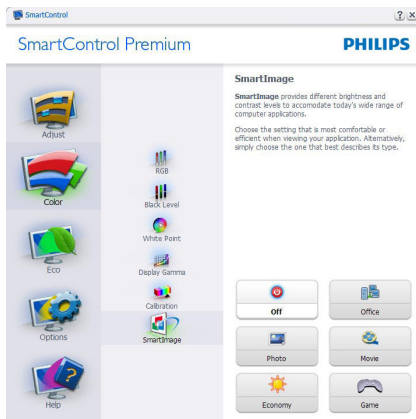 SmartControl
SmartControl Premium
PHILIPS
Adjust
Color
Eco
Options
Help
RGB
Black Level
White Point
Display Gamma
Calibration
SmartImage
SmartImage
SmartImage provides different brightness and
contrast levels to accomodate today's wide range of
computer applications.
Choose the setting that is most comfortable or
efficient when viewing your application. Alternatively,
simply choose the one that best describes its type.
Off
Office
Photo
Movie
Economy
Game